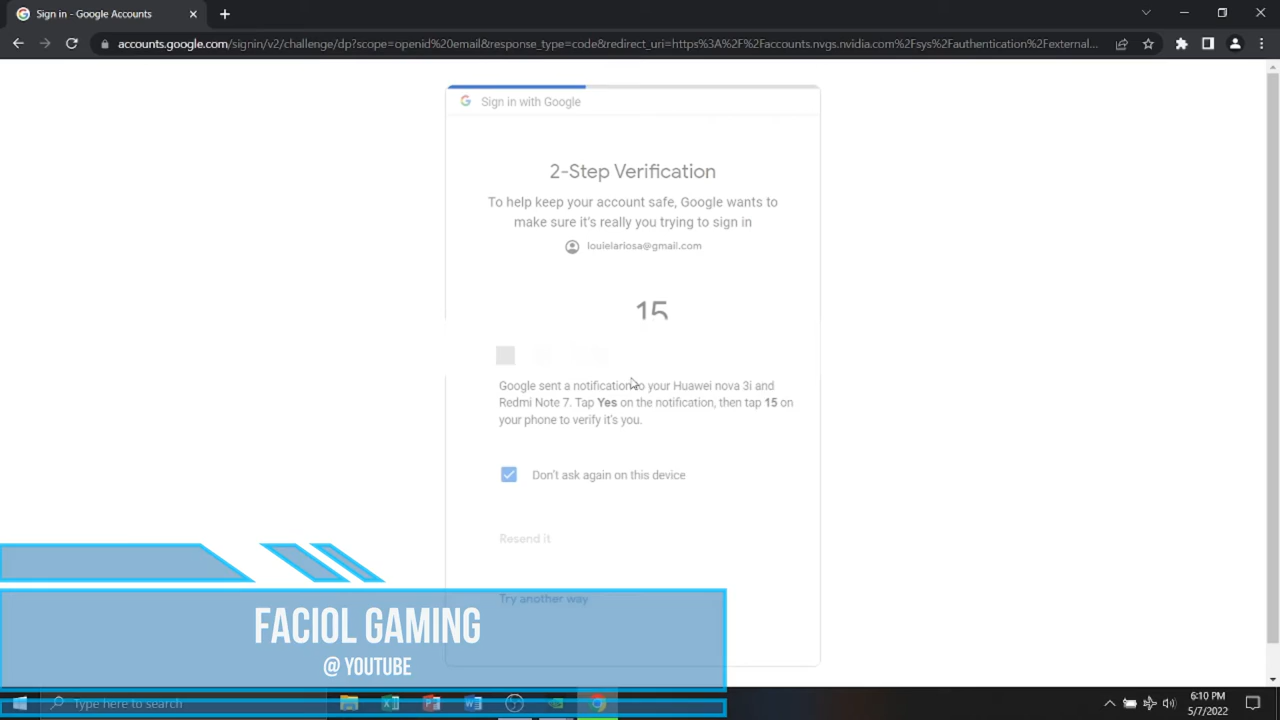 Sign in - Google Accounts
accounts.google.com/signin/v2/challenge/dp?scope=openid%20email&response_type=code&redirect_uri=https%3A%2F%2Faccounts.nvgs.nvidia.com%2Fsys%2Fauthentication%2Fexternal...
Sign in with Google
2-Step Verification
To help keep your account safe, Google wants to
make sure it's really you trying to sign in
louielariosa@gmail.com
15
Google sent a notification to your Huawei nova 3i and
Redmi Note 7. Tap Yes on the notification, then tap 15 on
your phone to verify it's you.
Don't ask again on this device
Resend it
Try another way
FACIOL GAMING
@ YOUTUBE
Type here to search
6:10 PM
5/7/2022